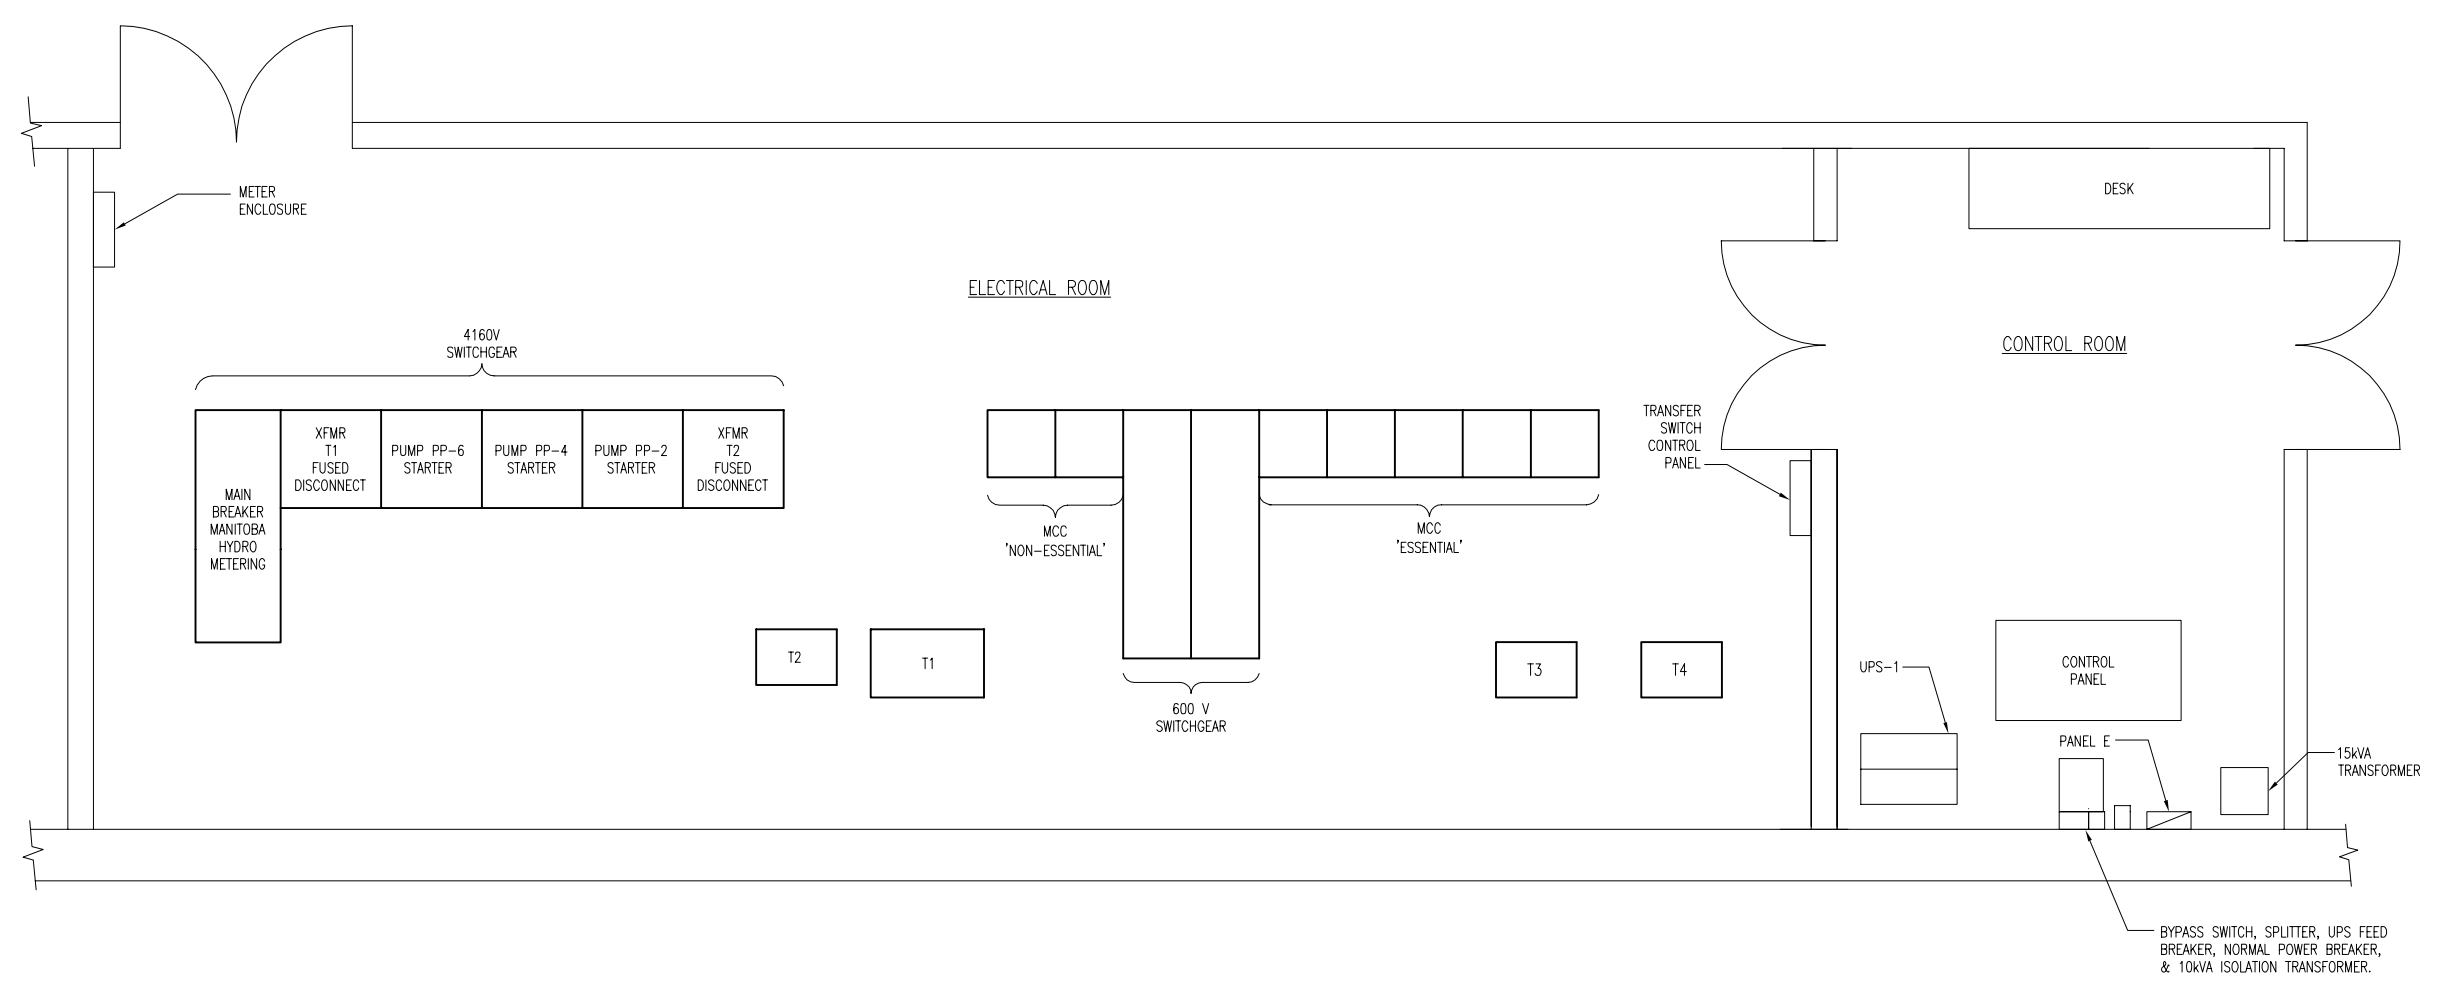 METER
ENCLOSURE
DESK
ELECTRICAL ROOM
CONTROL ROOM
4160V
SWITCHGEAR
MAIN
BREAKER
MANITOBA
HYDRO
METERING
XFMR
T1
FUSED
DISCONNECT
PUMP PP-6
STARTER
PUMP PP-4
STARTER
PUMP PP-2
STARTER
XFMR
T2
FUSED
DISCONNECT
MCC
'NON-ESSENTIAL'
MCC
'ESSENTIAL'
TRANSFER
SWITCH
CONTROL
PANEL
T2
T1
600 V
SWITCHGEAR
T3
T4
UPS-1
CONTROL
PANEL
PANEL E
15kVA
TRANSFORMER
BYPASS SWITCH, SPLITTER, UPS FEED
BREAKER, NORMAL POWER BREAKER,
& 10kVA ISOLATION TRANSFORMER.